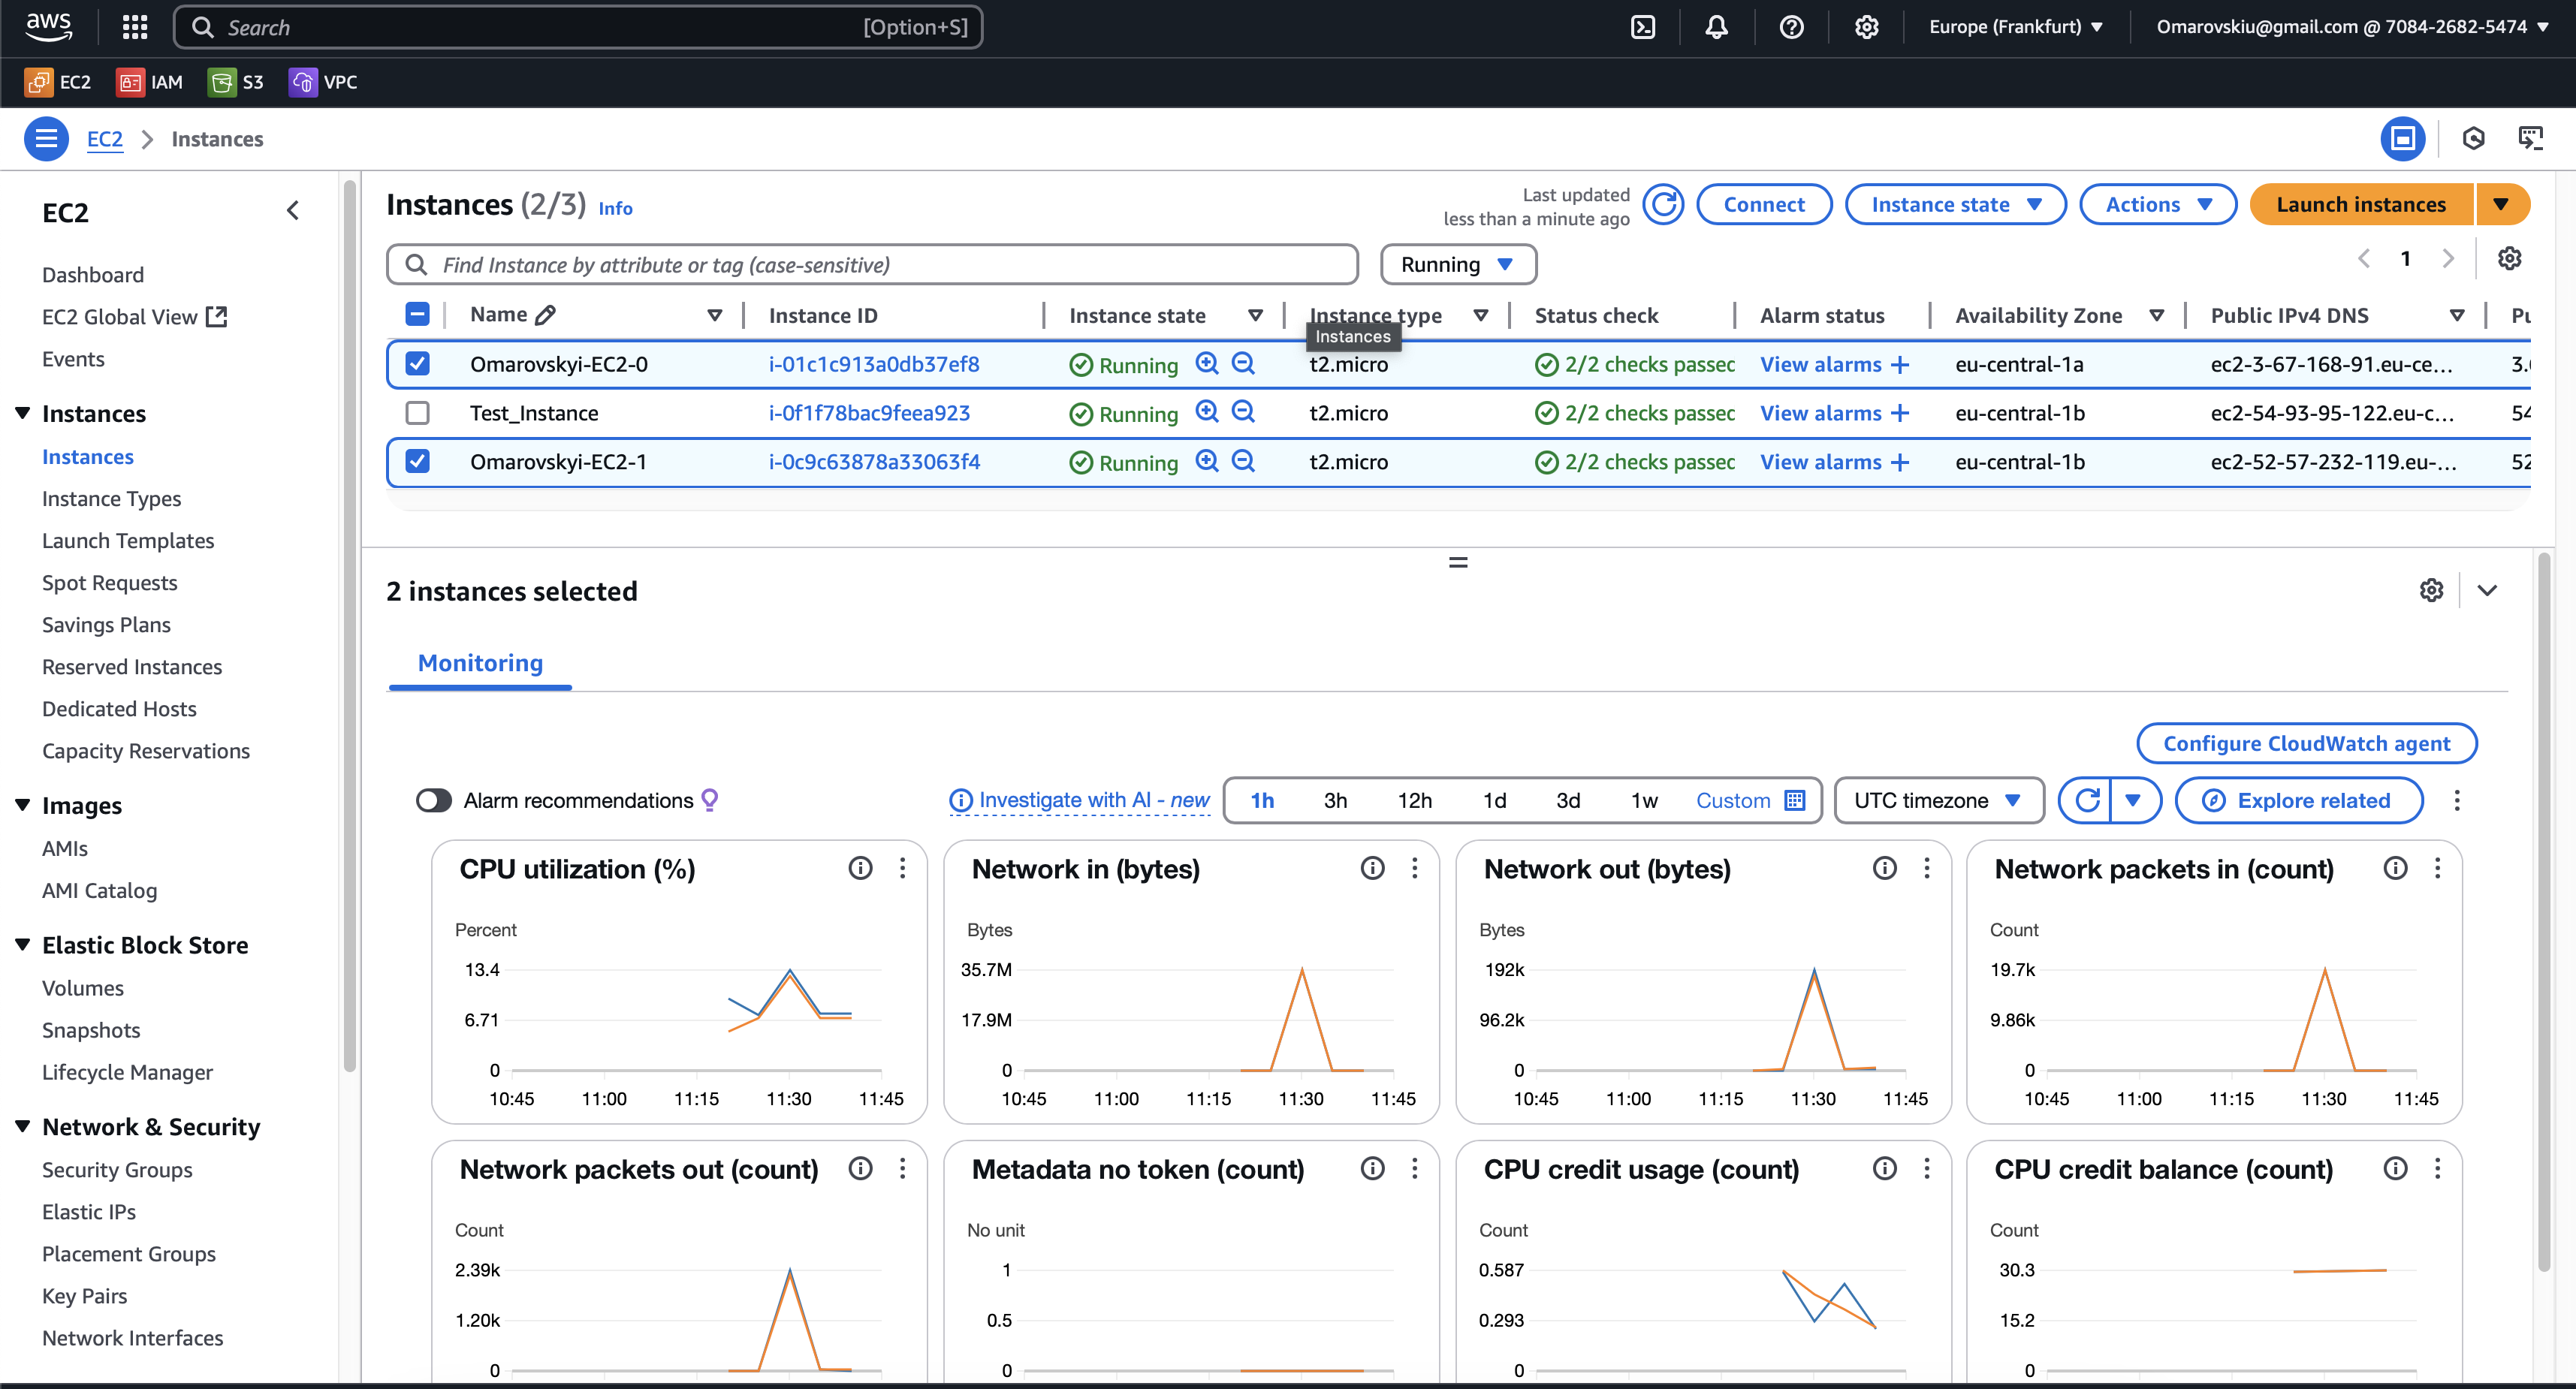 aws
Search [Option+S]
Europe (Frankfurt)
Omarovskiu@gmail.com @ 7084-2682-5474
EC2 IAM S3 VPC
EC2 Instances
EC2
Dashboard
EC2 Global View
Events
Instances
Instances
Instance Types
Launch Templates
Spot Requests
Savings Plans
Reserved Instances
Dedicated Hosts
Capacity Reservations
Images
AMIs
AMI Catalog
Elastic Block Store
Volumes
Snapshots
Lifecycle Manager
Network & Security
Security Groups
Elastic IPs
Placement Groups
Key Pairs
Network Interfaces
Instances (2/3) Info
Last updated
less than a minute ago
Connect Instance state Actions Launch instances
Find Instance by attribute or tag (case-sensitive)
Running
1
Name Instance ID Instance state Instance type Status check Alarm status Availability Zone Public IPv4 DNS Pu
Instances
Omarovskyi-EC2-0 i-01c1c913a0db37ef8 Running t2.micro 2/2 checks passec View alarms + eu-central-1a ec2-3-67-168-91.eu-ce... 3.
Test_Instance i-0f1f78bac9feea923 Running t2.micro 2/2 checks passec View alarms + eu-central-1b ec2-54-93-95-122.eu-c... 54
Omarovskyi-EC2-1 i-0c9c63878a33063f4 Running t2.micro 2/2 checks passec View alarms + eu-central-1b ec2-52-57-232-119.eu-... 52
2 instances selected
Monitoring
Configure CloudWatch agent
Alarm recommendations
Investigate with AI - new
1h 3h 12h 1d 3d 1w Custom
UTC timezone
Explore related
CPU utilization (%)
Percent
13.4
6.71
0
10:45 11:00 11:15 11:30 11:45
Network in (bytes)
Bytes
35.7M
17.9M
0
10:45 11:00 11:15 11:30 11:45
Network out (bytes)
Bytes
192k
96.2k
0
10:45 11:00 11:15 11:30 11:45
Network packets in (count)
Count
19.7k
9.86k
0
10:45 11:00 11:15 11:30 11:45
Network packets out (count)
Count
2.39k
1.20k
0
Metadata no token (count)
No unit
1
0.5
0
CPU credit usage (count)
Count
0.587
0.293
0
CPU credit balance (count)
Count
30.3
15.2
0